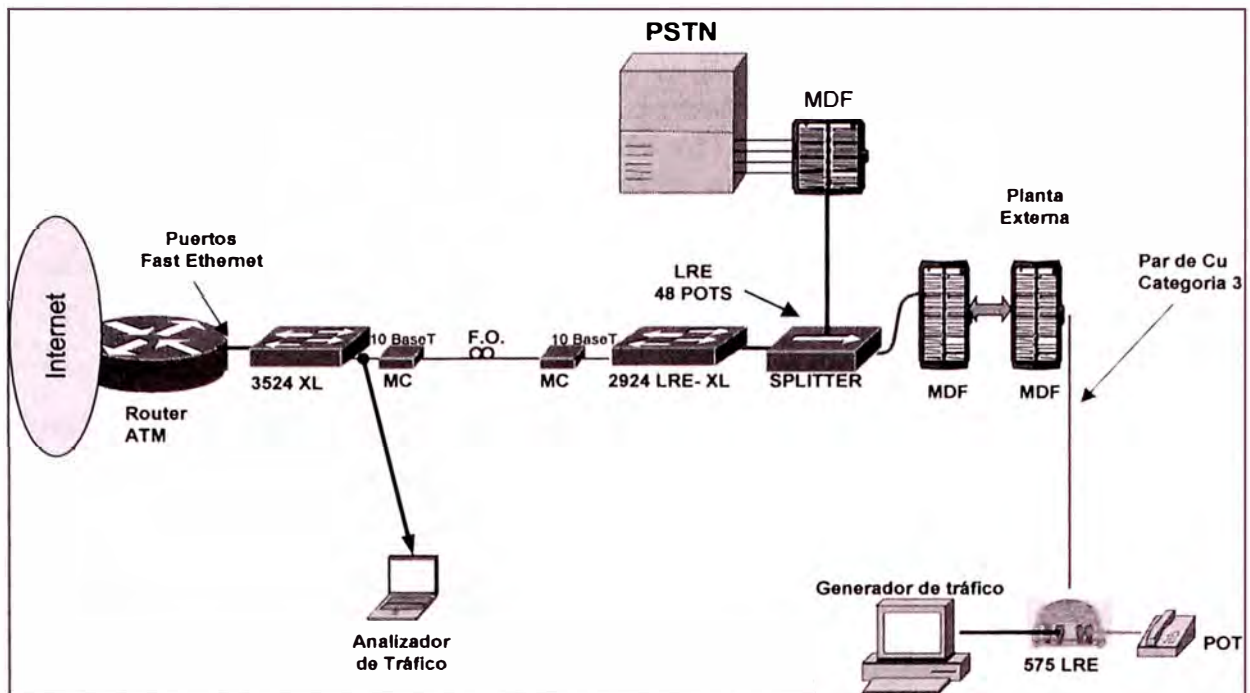 PSTN
MDF
Planta
Externa
Puertos
Fast Ethernet
LRE
48 POTS
Par de Cu
Categoria 3
Internet
10 BaseT
F.O.
10 BaseT
3524 XL
MC
MC
2924 LRE- XL
SPLITTER
MDF
MDF
Router
ATM
Generador de tráfico
Analizador
de Tráfico
575 LRE
POT